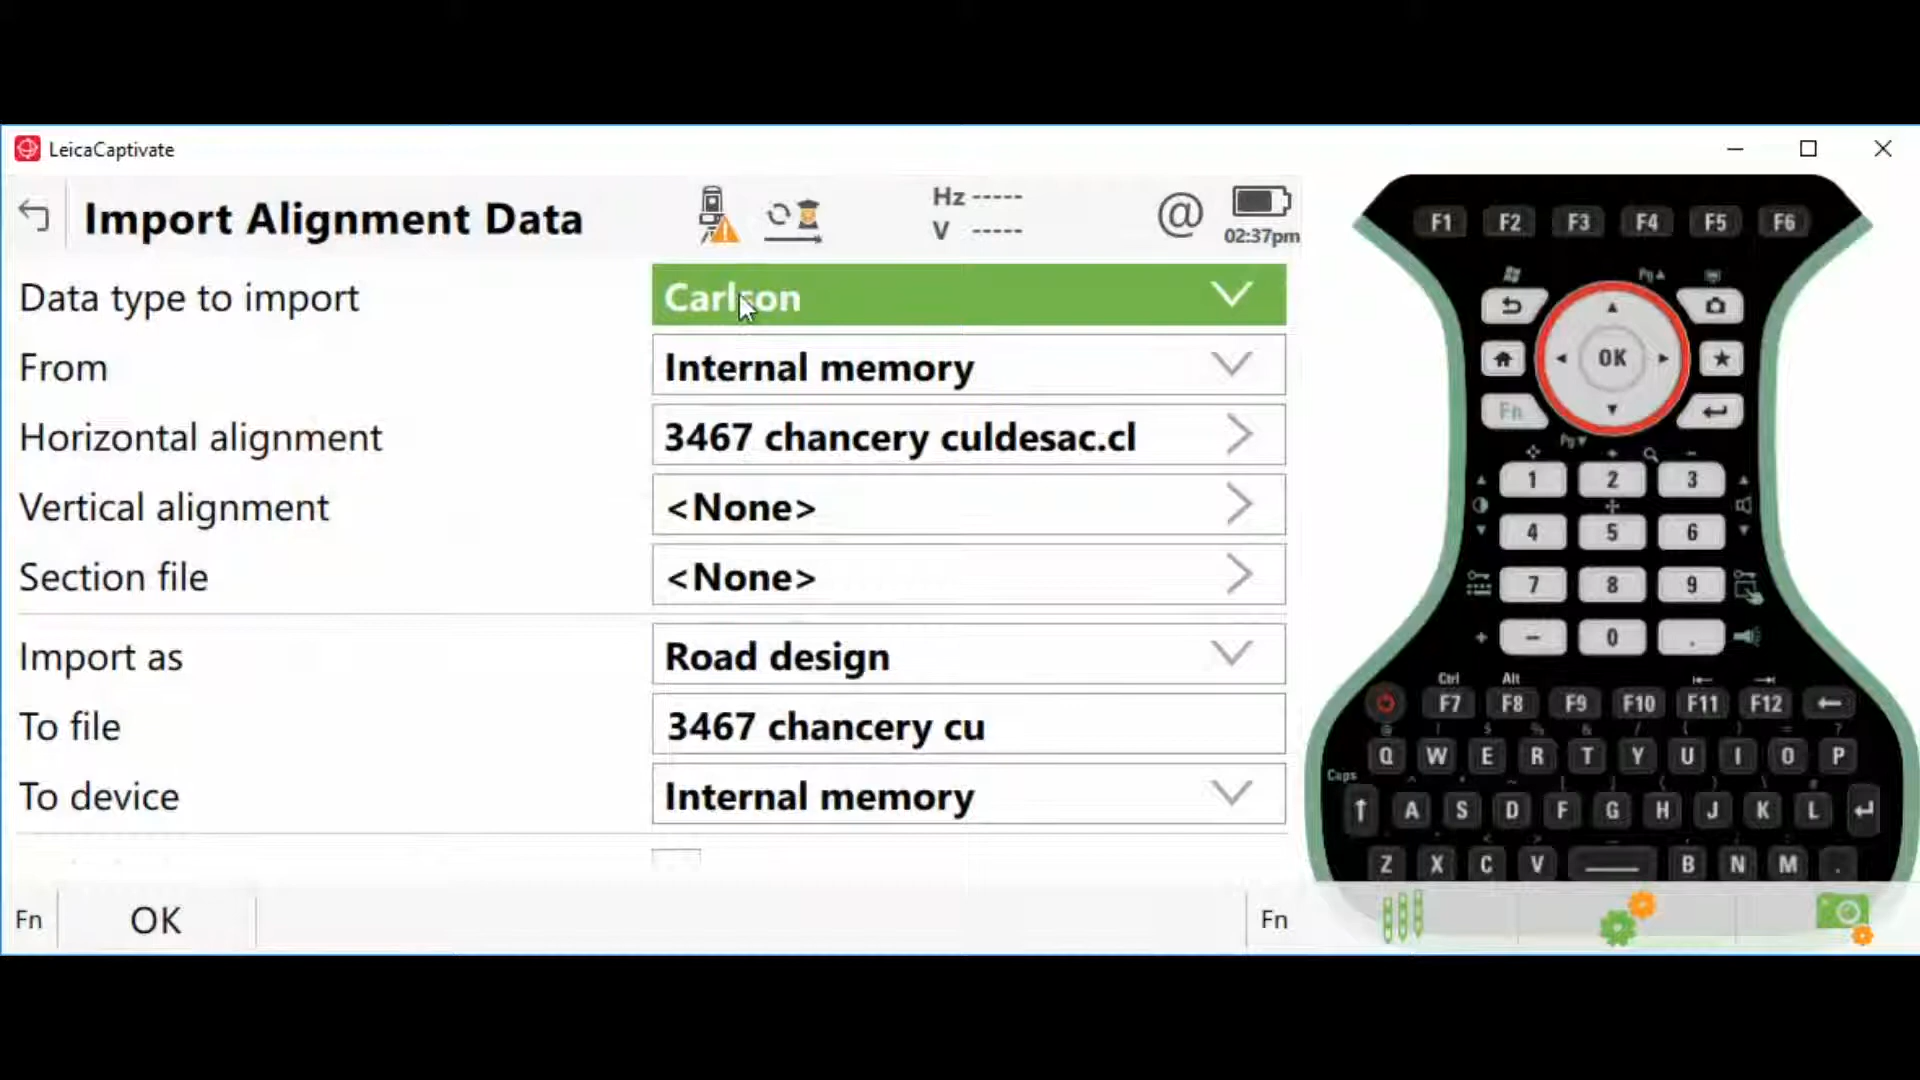 LeicaCaptivate
Import Alignment Data
Hz -----
V -----
@
02:37pm
Data type to import
Carlson
From
Internal memory
Horizontal alignment
3467 chancery culdesac.cl
Vertical alignment
<None>
Section file
<None>
Import as
Road design
To file
3467 chancery cu
To device
Internal memory
Fn
OK
Fn
F1 F2 F3 F4 F5 F6
Pg
OK
Fn
Pg
1 2 3
4 5 6
7 8 9
- 0 .
Ctrl Alt
F7 F8 F9 F10 F11 F12
Q W E R T Y U I O P
Caps
A S D F G H J K L
Z X C V B N M .